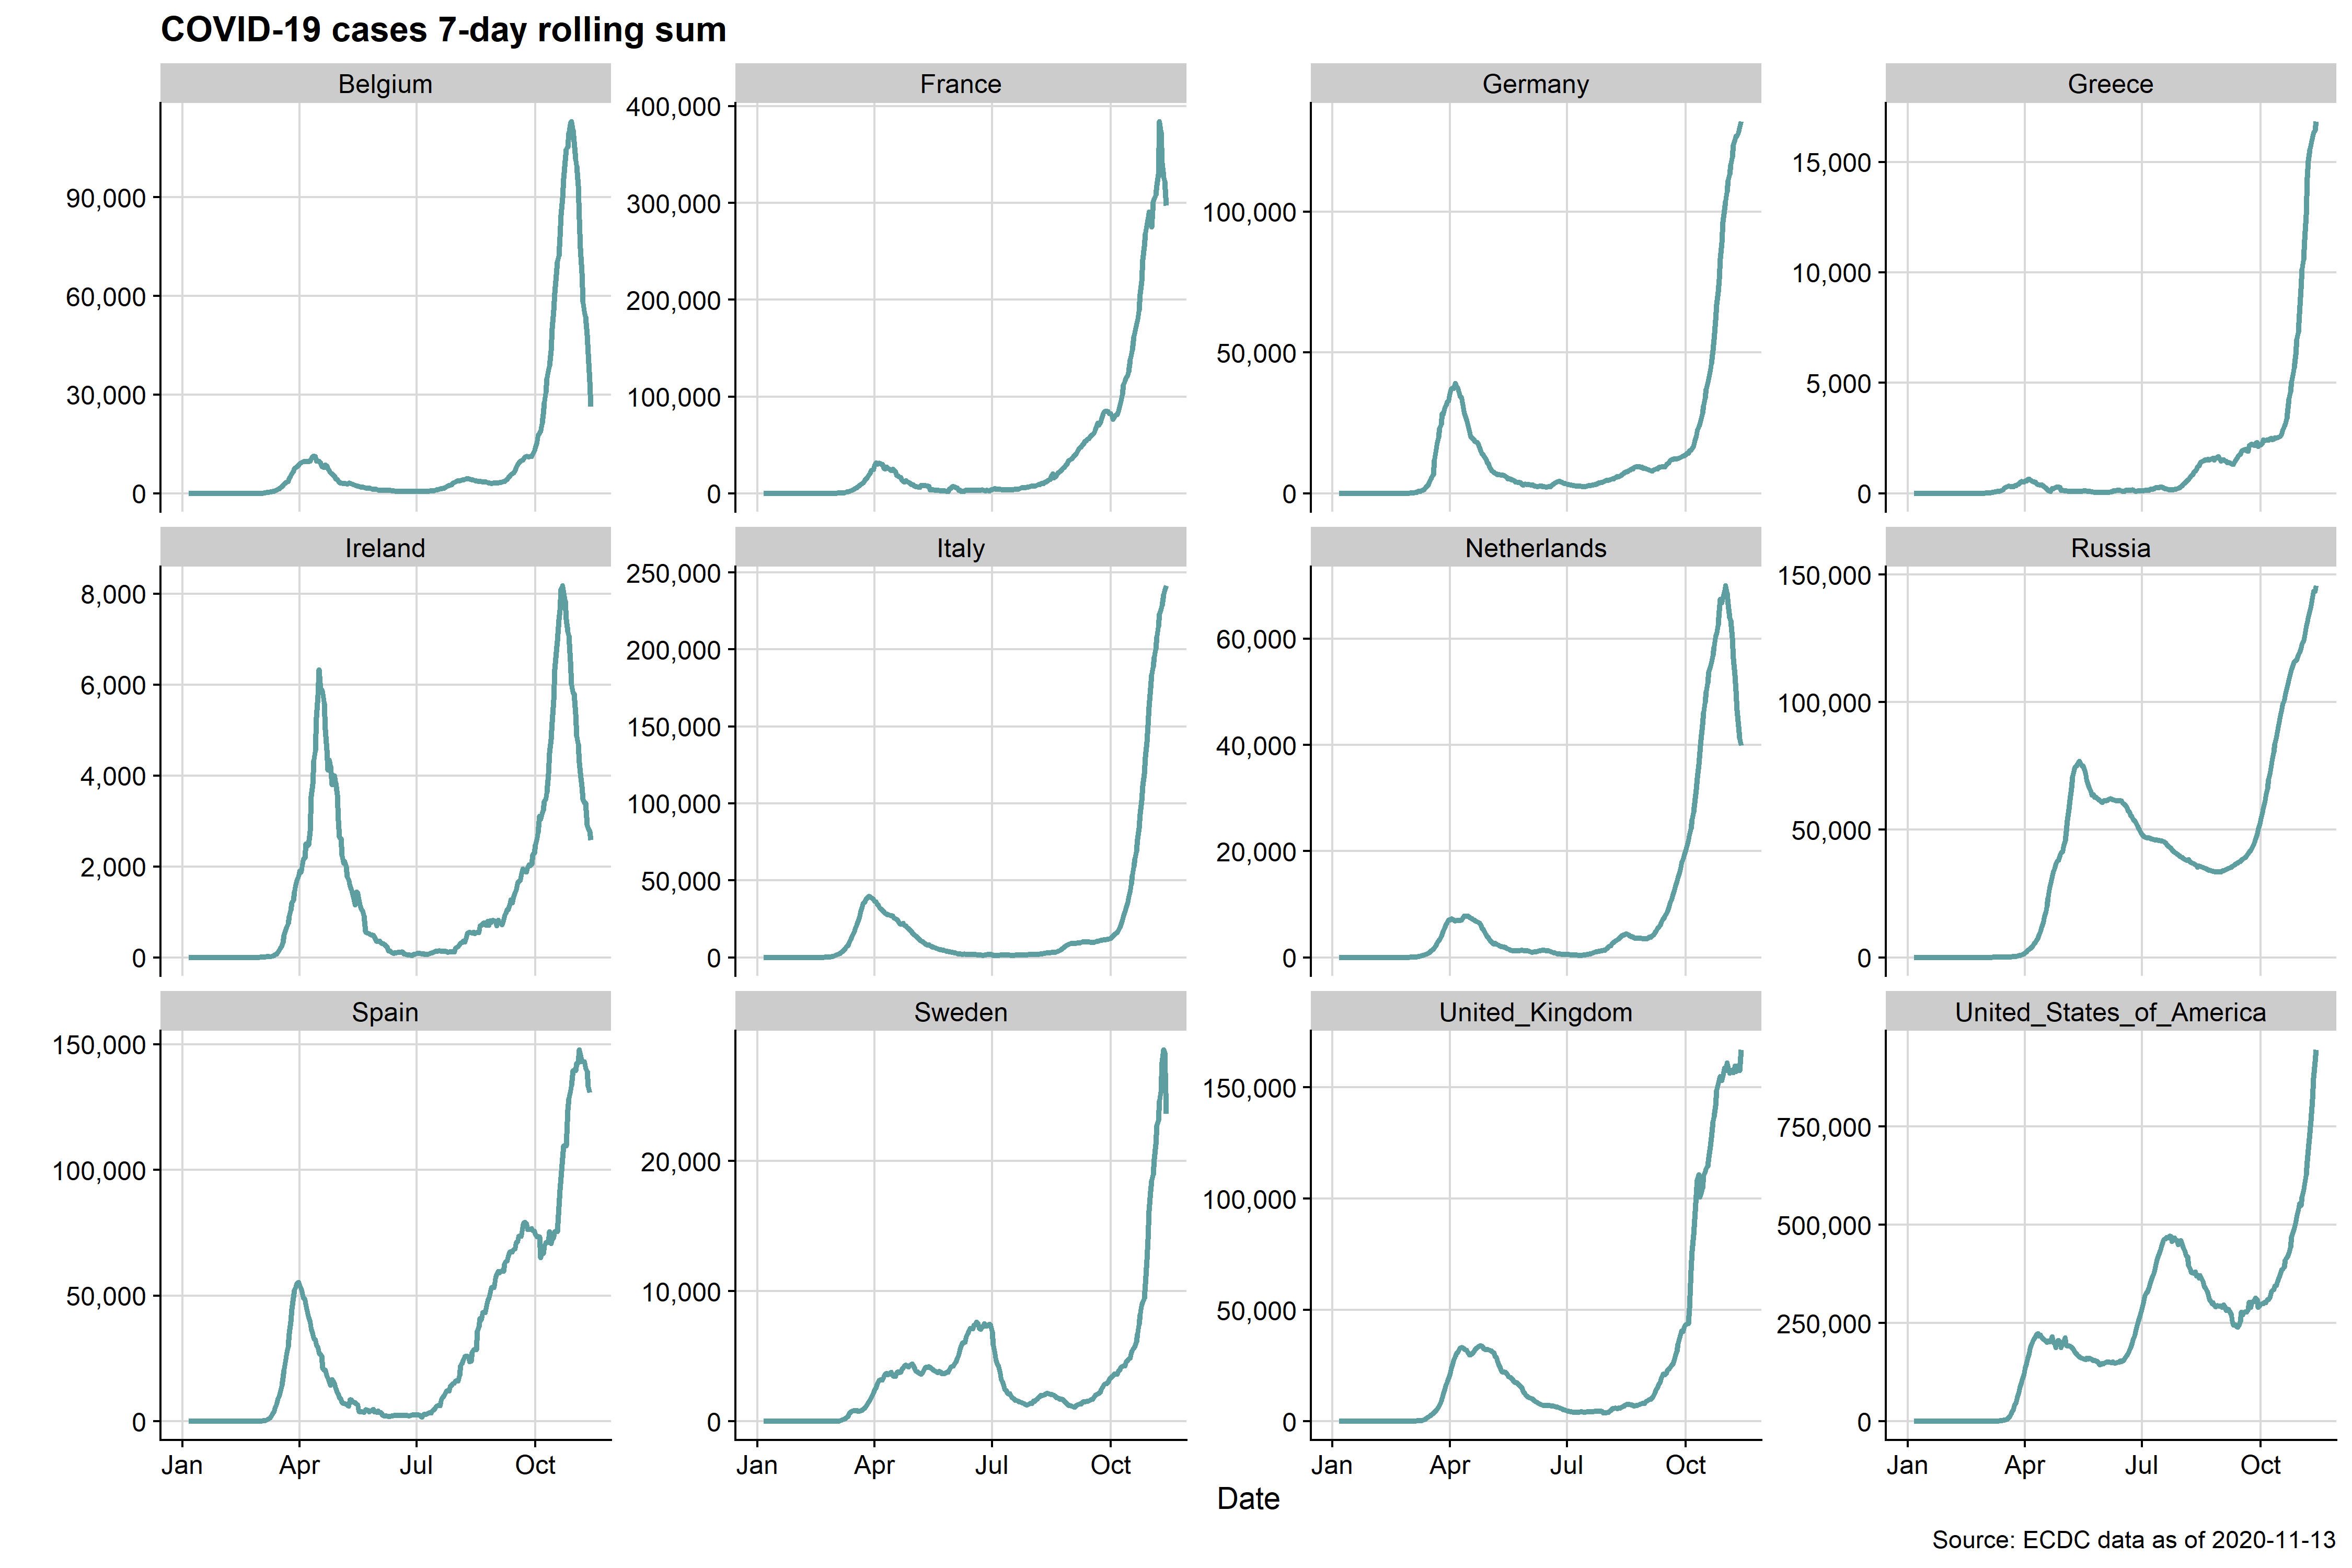 COVID-19 cases 7-day rolling sum
Belgium
90,000
60,000
30,000
0
France
400,000
300,000
200,000
100,000
0
Germany
100,000
50,000
0
Greece
15,000
10,000
5,000
0
Ireland
8,000
6,000
4,000
2,000
0
Italy
250,000
200,000
150,000
100,000
50,000
0
Netherlands
60,000
40,000
20,000
0
Russia
150,000
100,000
50,000
0
Spain
150,000
100,000
50,000
0
Jan Apr Jul Oct
Sweden
20,000
10,000
0
Jan Apr Jul Oct
United_Kingdom
150,000
100,000
50,000
0
Jan Apr Jul Oct
United_States_of_America
750,000
500,000
250,000
0
Jan Apr Jul Oct
Date
Source: ECDC data as of 2020-11-13